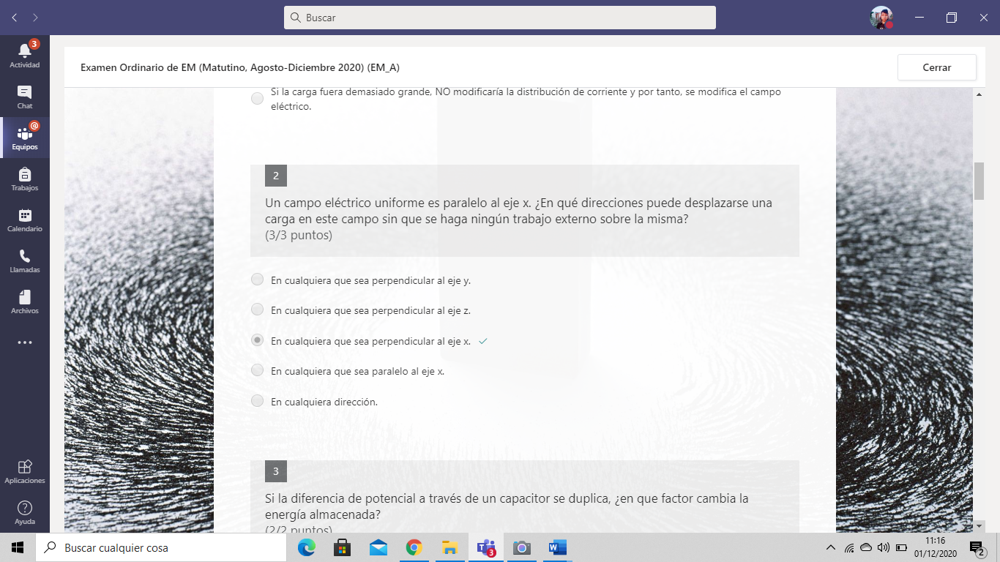 Buscar
3
Actividad
Chat
@
Equipos
Trabajos
Calendario
Llamadas
Archivos
Aplicaciones
Ayuda
Examen Ordinario de EM (Matutino, Agosto-Diciembre 2020) (EM_A)
Cerrar
Si la carga fuera demasiado grande, NO modificaría la distribución de corriente y por tanto, se modifica el campo
eléctrico.
2
Un campo eléctrico uniforme es paralelo al eje x. ¿En qué direcciones puede desplazarse una
carga en este campo sin que se haga ningún trabajo externo sobre la misma?
(3/3 puntos)
En cualquiera que sea perpendicular al eje y.
En cualquiera que sea perpendicular al eje z.
En cualquiera que sea perpendicular al eje x.
En cualquiera que sea paralelo al eje x.
En cualquiera dirección.
3
Si la diferencia de potencial a través de un capacitor se duplica, ¿en que factor cambia la
energía almacenada?
(2/2 puntos)
Buscar cualquier cosa
3
11:16
01/12/2020
2